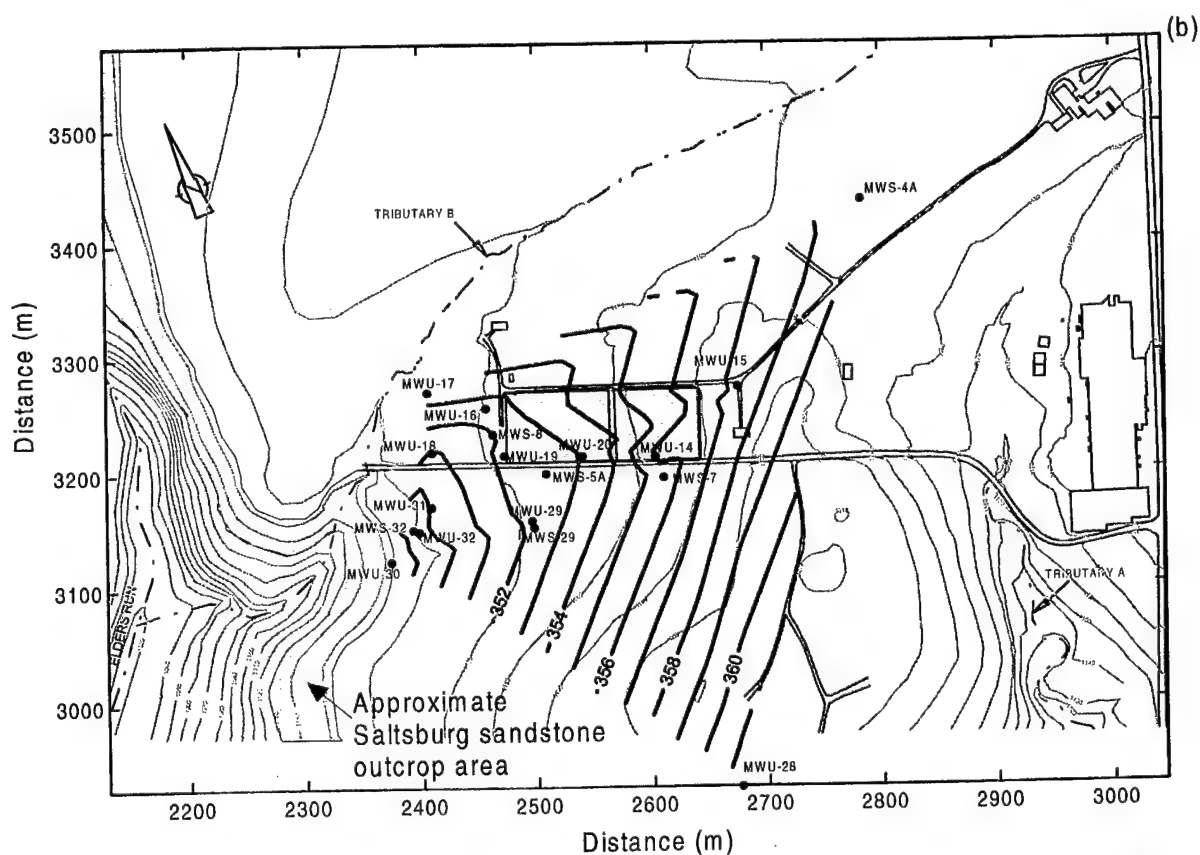 (b)
3500
3400
3300
3200
3100
3000
Distance (m)
MWS-4A
TRIBUTARY B
MWU-15
MWU-17
MWU-16
MWS-8
MWU-18
MWU-19
MWU-20
MWU-14
MWS-5A
MWS-7
MWU-31
MWU-29
MWS-32
MWU-32
MWS-29
MWU-30
TRIBUTARY A
352
354
356
358
360
ELDERS RUN
Approximate
Saltsburg sandstone
outcrop area
MWU-28
2200
2300
2400
2500
2600
2700
2800
2900
3000
Distance (m)